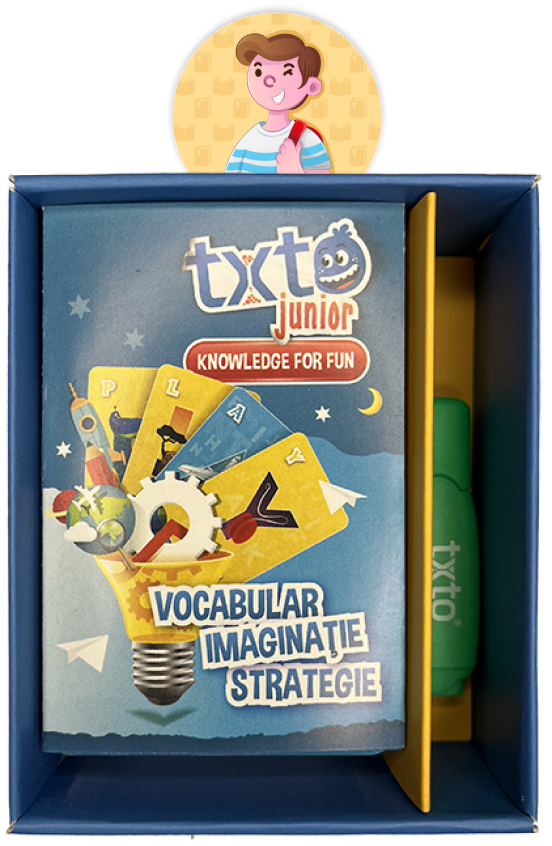 txto
junior
KNOWLEDGE FOR FUN
P
L
A
Y
VOCABULAR
IMAGINAȚIE
STRATEGIE
txto®